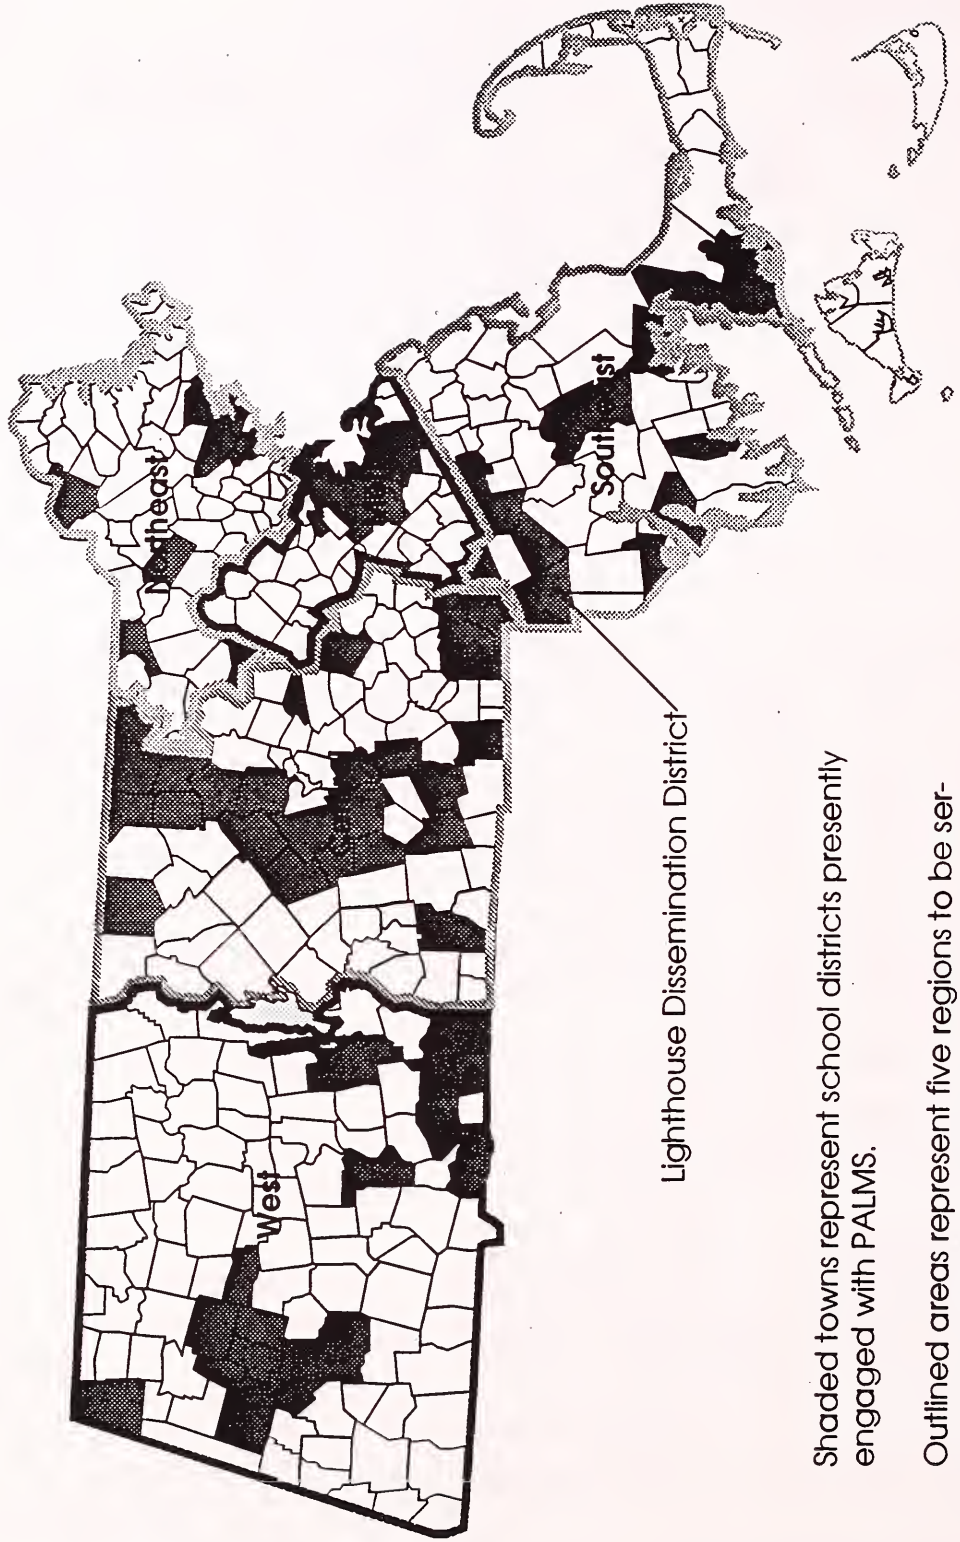 Northeast
Southeast
West
Lighthouse Dissemination District
Shaded towns represent school districts presently
engaged with PALMS.
Outlined areas represent five regions to be ser-